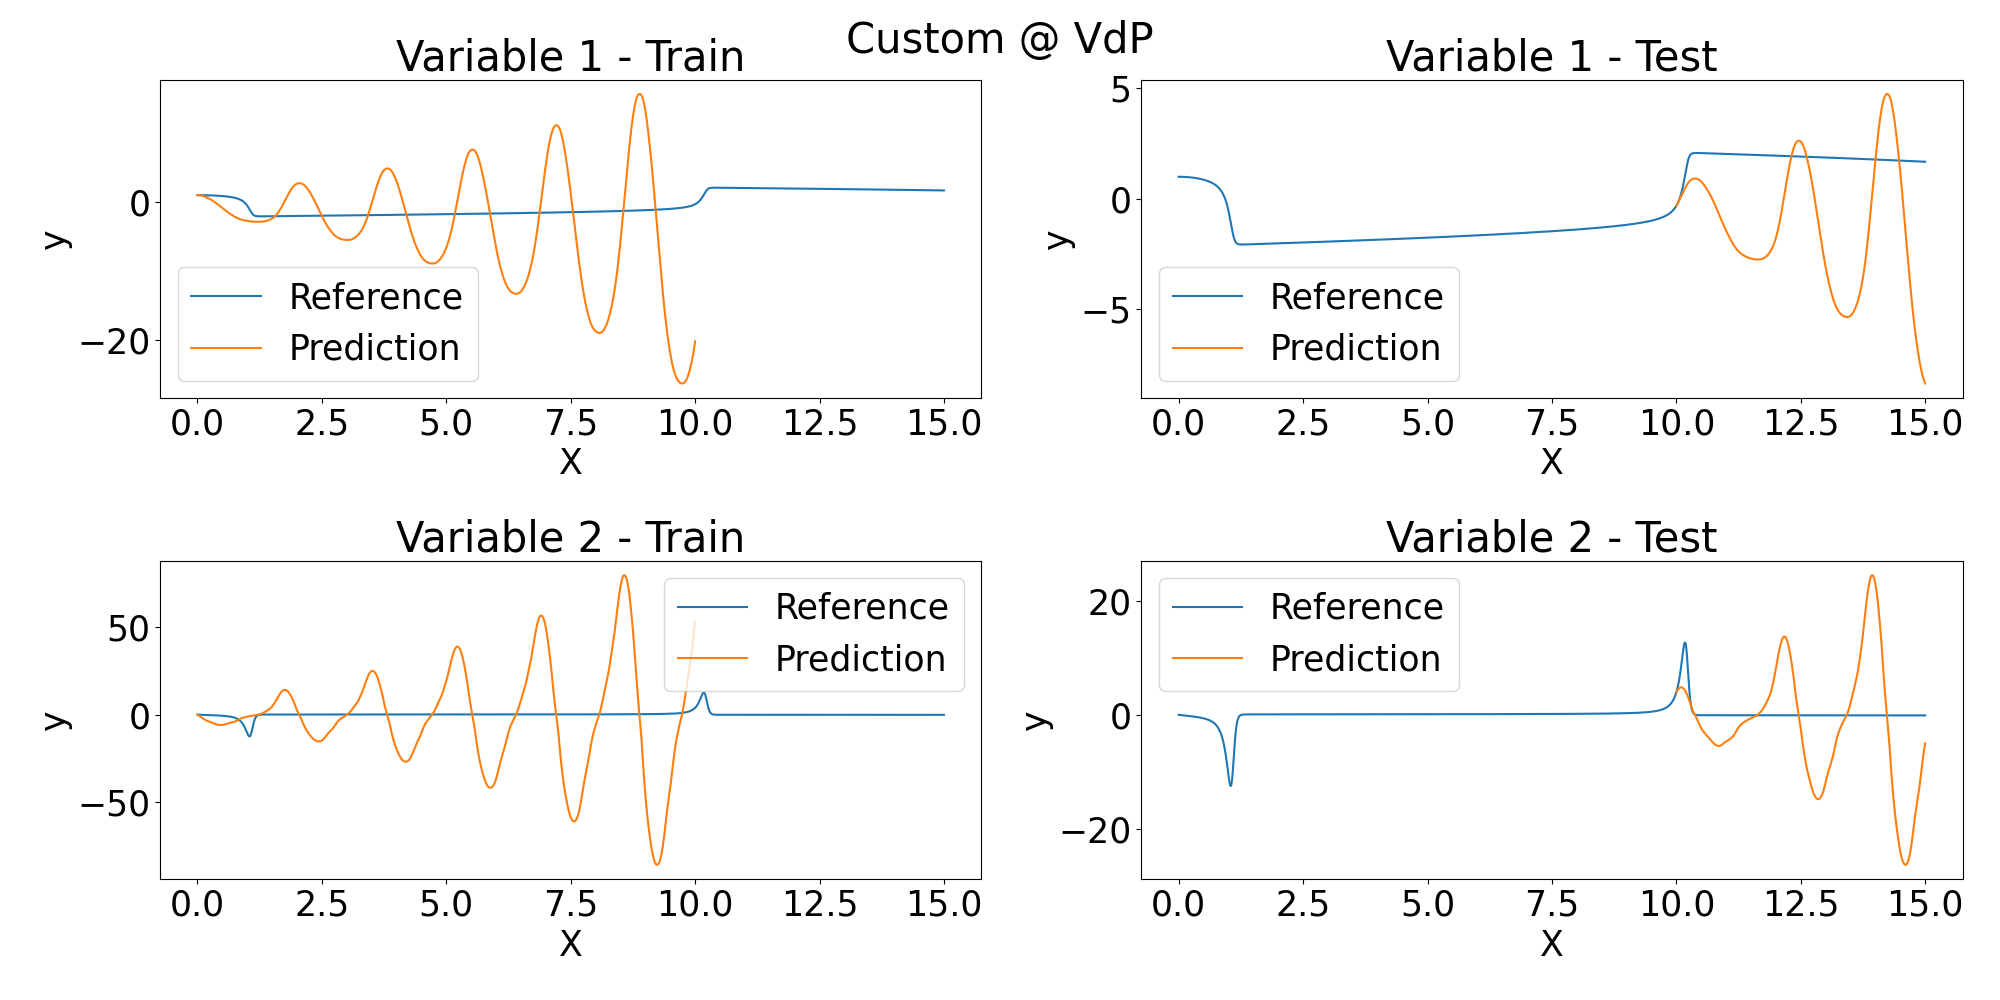 Custom @ VdP
Variable 1 - Train
0
−20
y
Reference
Prediction
0.0 2.5 5.0 7.5 10.0 12.5 15.0
X
Variable 1 - Test
5
0
−5
y
Reference
Prediction
0.0 2.5 5.0 7.5 10.0 12.5 15.0
X
Variable 2 - Train
50
0
−50
y
Reference
Prediction
0.0 2.5 5.0 7.5 10.0 12.5 15.0
X
Variable 2 - Test
20
0
−20
y
Reference
Prediction
0.0 2.5 5.0 7.5 10.0 12.5 15.0
X